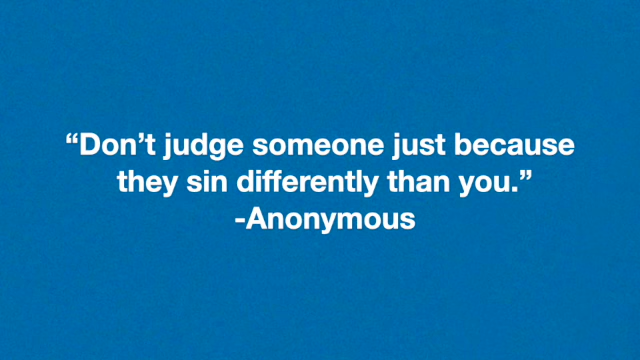 “Don’t judge someone just because
they sin differently than you.”
-Anonymous